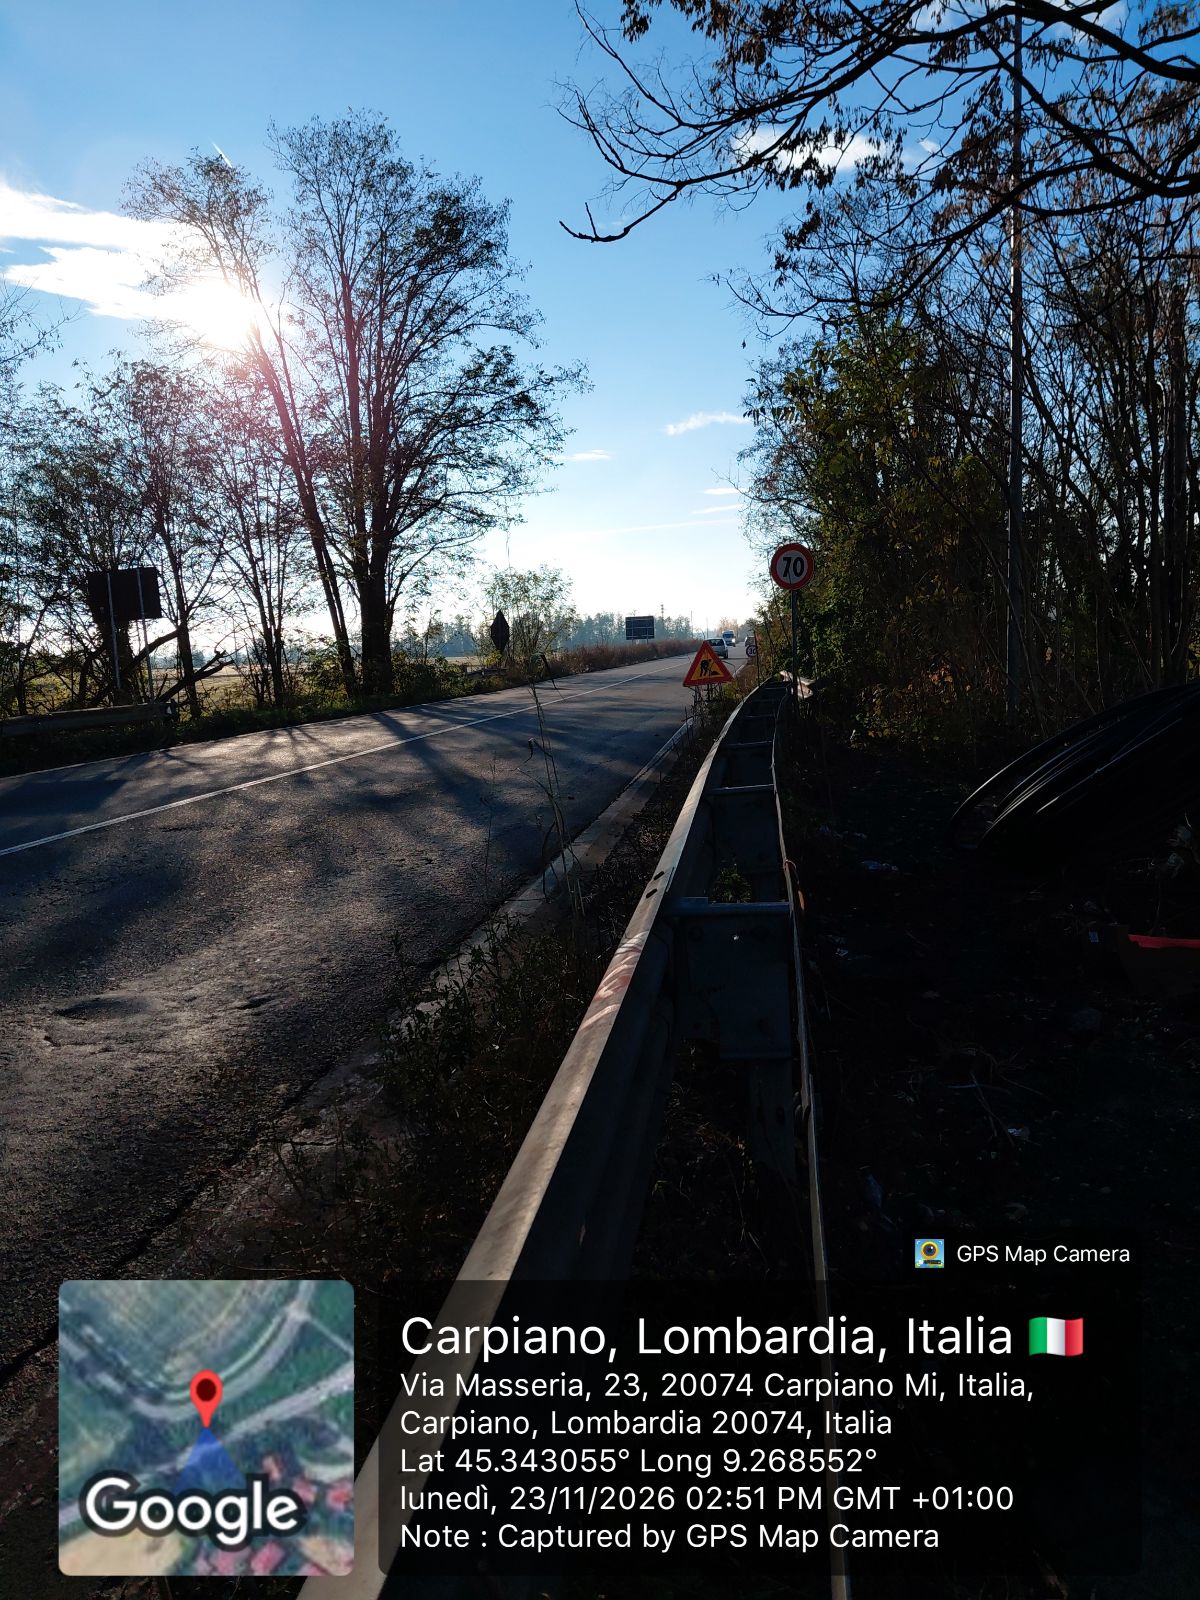 70
GPS Map Camera
Carpiano, Lombardia, Italia
Via Masseria, 23, 20074 Carpiano Mi, Italia,
Carpiano, Lombardia 20074, Italia
Lat 45.343055° Long 9.268552°
lunedì, 23/11/2026 02:51 PM GMT +01:00
Note : Captured by GPS Map Camera
Google